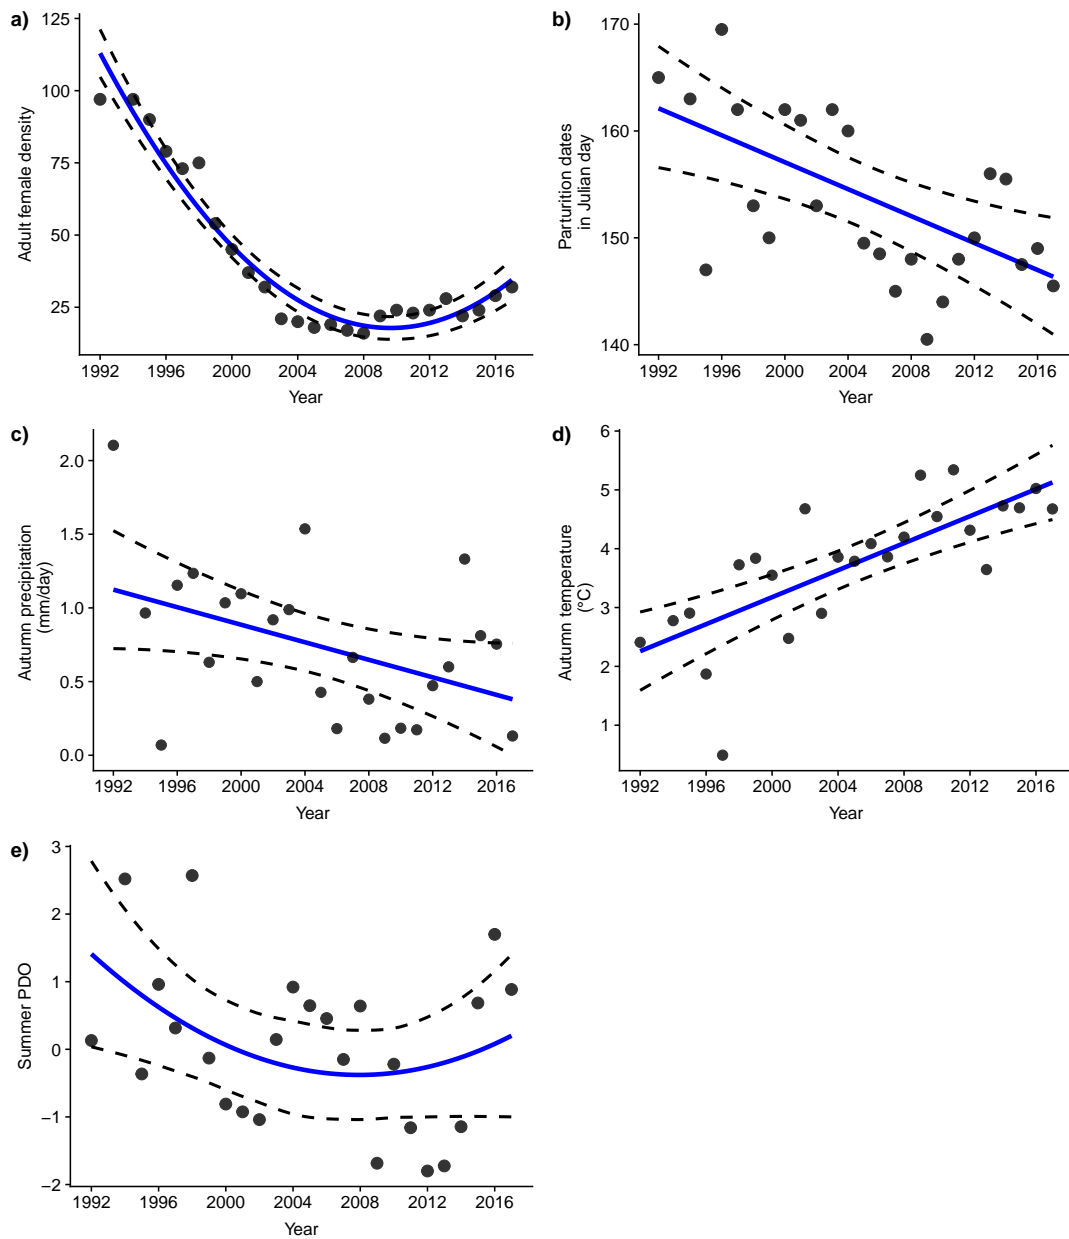 a)
125
100
75
50
25
Adult female density
1992 1996 2000 2004 2008 2012 2016
Year
b)
170
160
150
140
Parturition dates
in Julian day
1992 1996 2000 2004 2008 2012 2016
Year
c)
2.0
1.5
1.0
0.5
0.0
Autumn precipitation
(mm/day)
1992 1996 2000 2004 2008 2012 2016
Year
d)
6
5
4
3
2
1
Autumn temperature
(°C)
1992 1996 2000 2004 2008 2012 2016
Year
e)
3
2
1
0
−1
−2
Summer PDO
1992 1996 2000 2004 2008 2012 2016
Year